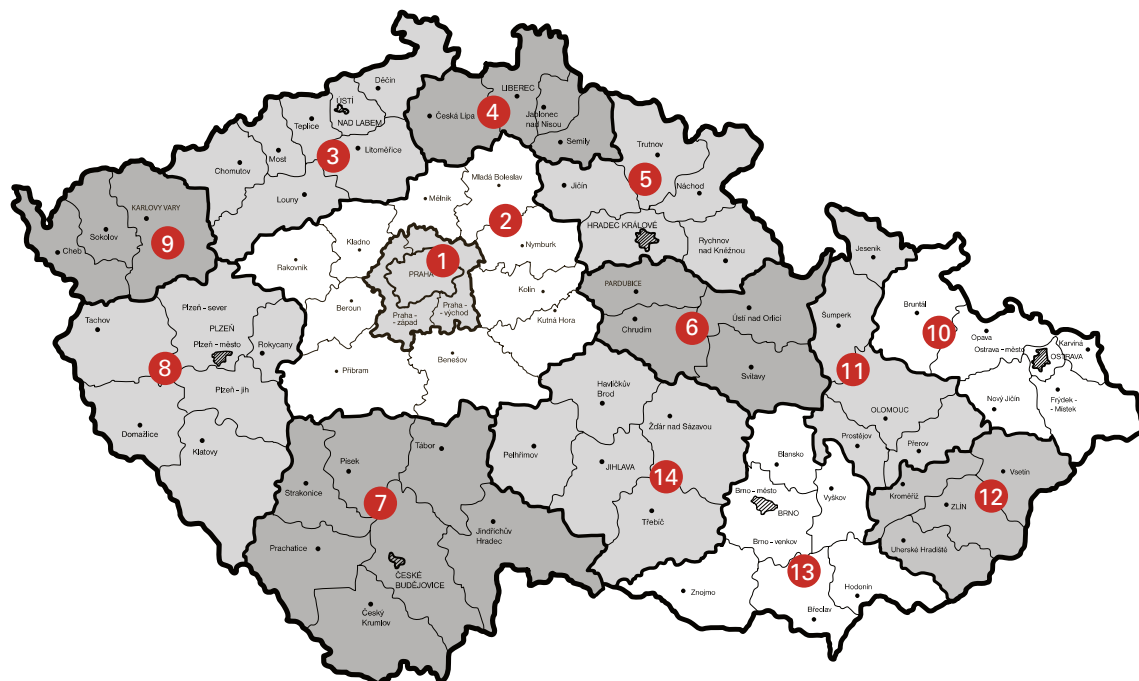 Děčín
ÚSTÍ
NAD LABEM
Teplice
Most
Chomutov
3
Litoměřice
Louny
Česká Lípa
4
LIBEREC
Jablonec
nad Nisou
Semily
KARLOVY VARY
Sokolov
Cheb
9
Mladá Boleslav
Mělník
2
Nymburk
Kladno
Rakovník
1
PRAHA
Praha -
- západ
Praha -
- východ
Kolín
Kutná Hora
Beroun
Benešov
Příbram
Trutnov
5
Jičín
Náchod
HRADEC KRÁLOVÉ
Rychnov
nad Kněžnou
PARDUBICE
Chrudim
6
Ústí nad Orlicí
Svitavy
Plzeň - sever
Tachov
PLZEŇ
Plzeň - město
Rokycany
8
Plzeň - jih
Domažlice
Klatovy
Tábor
Písek
Strakonice
7
Jindřichův
Hradec
Prachatice
ČESKÉ
BUDĚJOVICE
Český
Krumlov
Havlíčkův
Brod
Žďár nad Sázavou
Pelhřimov
JIHLAVA
14
Třebíč
Jeseník
Šumperk
11
OLOMOUC
Prostějov
Přerov
Bruntál
10
Opava
Ostrava - město
Karviná
OSTRAVA
Nový Jičín
Frýdek -
- Místek
Vsetín
Kroměříž
12
ZLÍN
Uherské Hradiště
Blansko
Brno - město
Vyškov
BRNO
Brno - venkov
13
Znojmo
Hodonín
Břeclav